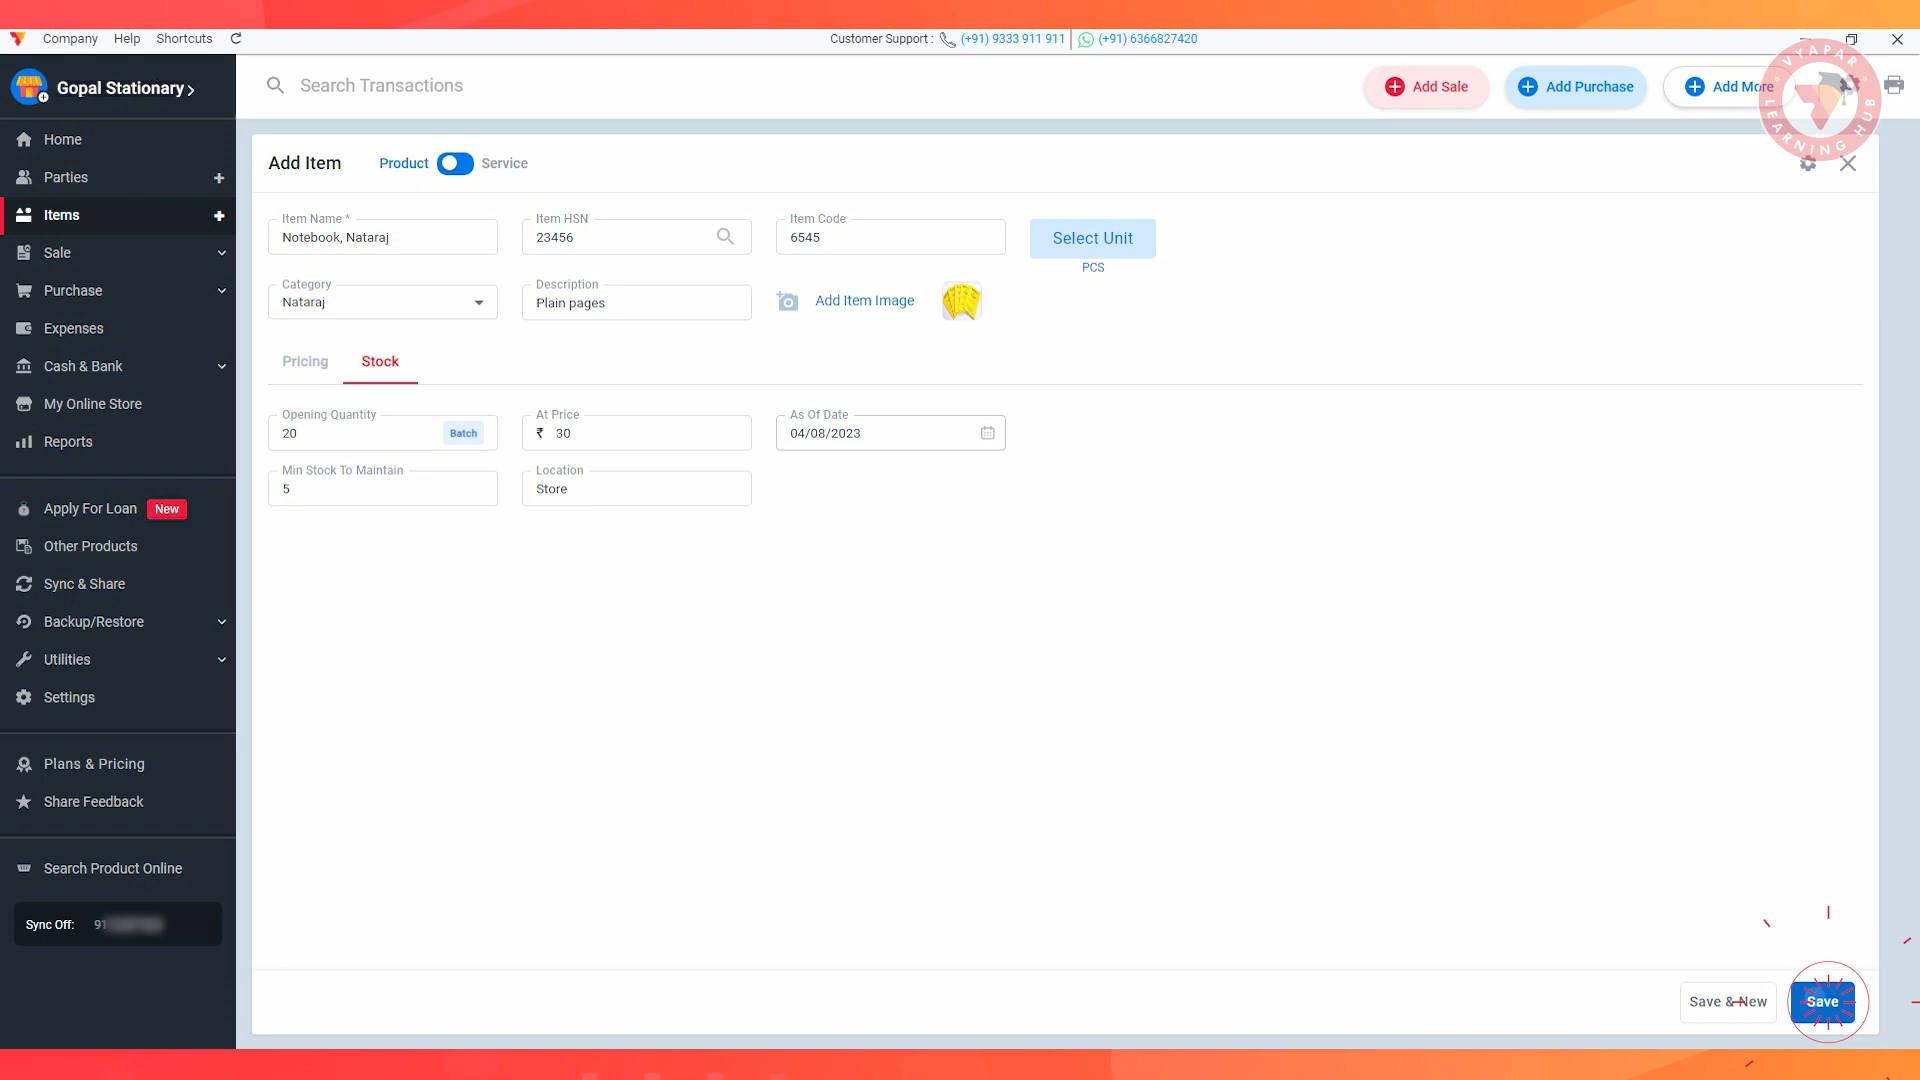 Company Help Shortcuts Customer Support : (+91) 9333 911 911 (+91) 6366827420
Gopal Stationary
Search Transactions
Add Sale
Add Purchase
Add More
VYAPAR LEARNING HUB
Home
Parties
Items
Sale
Purchase
Expenses
Cash & Bank
My Online Store
Reports
Apply For Loan New
Other Products
Sync & Share
Backup/Restore
Utilities
Settings
Plans & Pricing
Share Feedback
Search Product Online
Sync Off: 91
Add Item Product Service
Item Name *
Notebook, Nataraj
Item HSN
23456
Item Code
6545
Select Unit
PCS
Category
Nataraj
Description
Plain pages
Add Item Image
Pricing Stock
Opening Quantity
20 Batch
At Price
₹ 30
As Of Date
04/08/2023
Min Stock To Maintain
5
Location
Store
Save & New Save